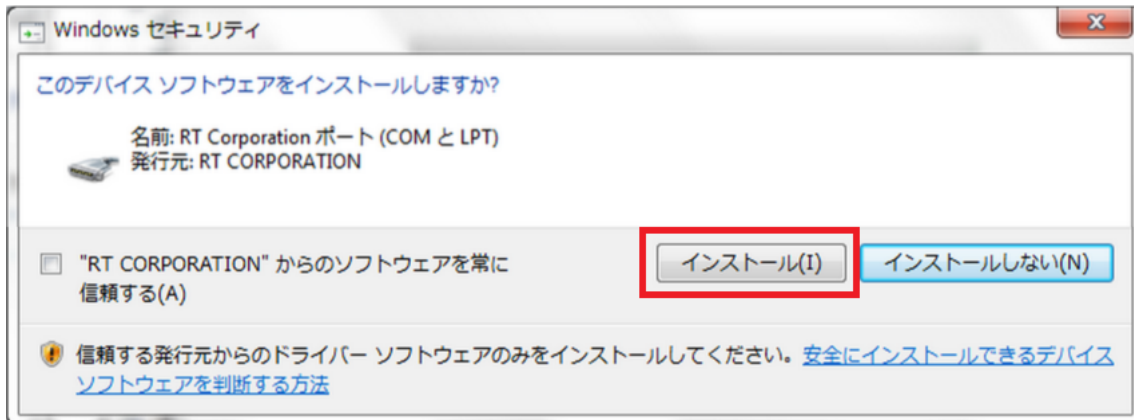 Windows セキュリティ
このデバイス ソフトウェアをインストールしますか?
名前: RT Corporation ポート (COM と LPT)
発行元: RT CORPORATION
"RT CORPORATION" からのソフトウェアを常に
信頼する(A)
インストール(I)
インストールしない(N)
信頼する発行元からのドライバー ソフトウェアのみをインストールしてください。安全にインストールできるデバイス
ソフトウェアを判断する方法